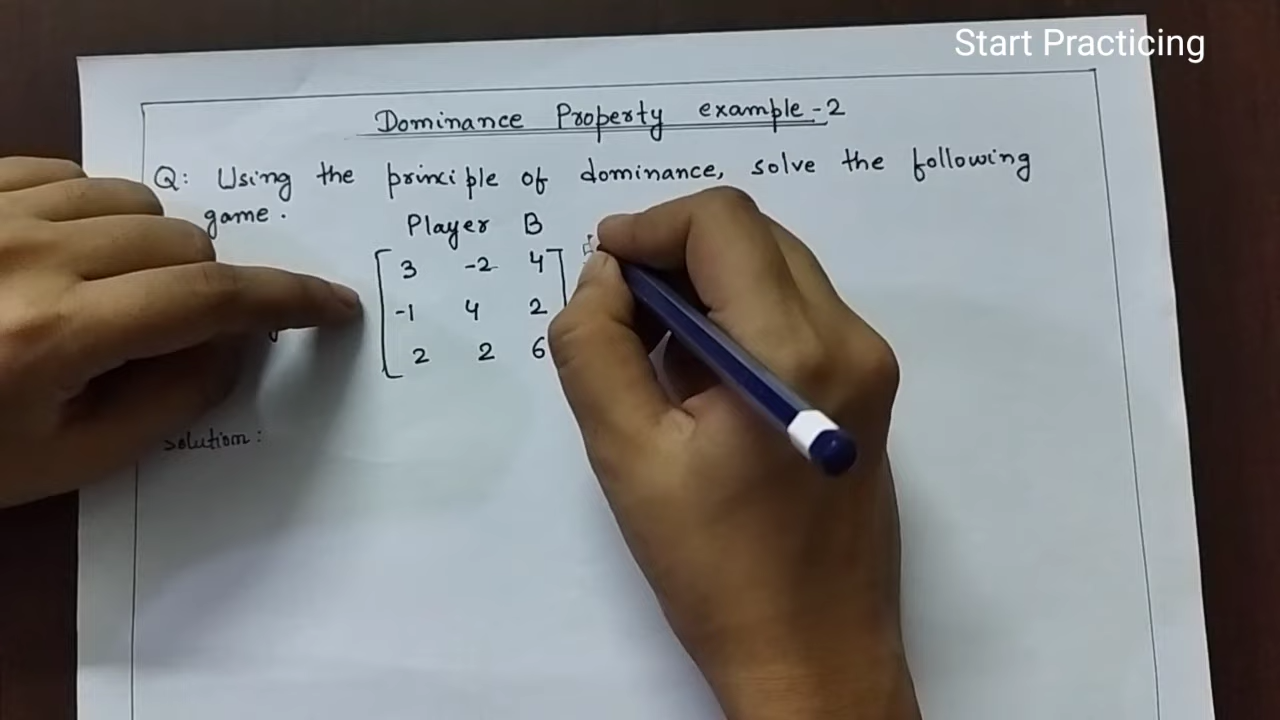 Start Practicing
Dominance Property example-2
Q: Using the principle of dominance, solve the following
game.
Player B
3 -2 4
-1 4 2
2 2 6
Solution: